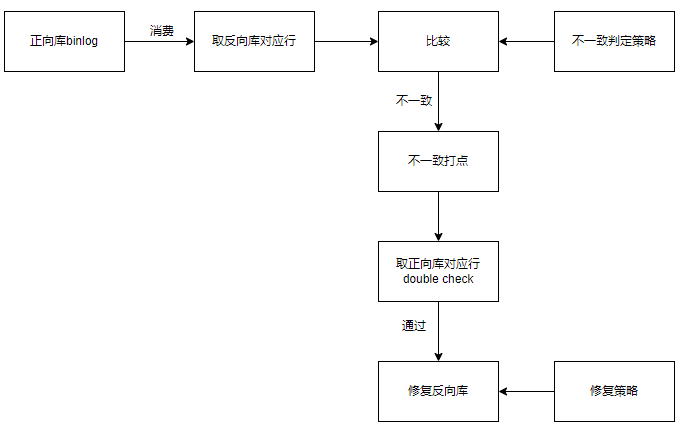 正向库binlog
消费
取反向库对应行
比较
不一致判定策略
不一致
不一致打点
取正向库对应行
double check
通过
修复反向库
修复策略